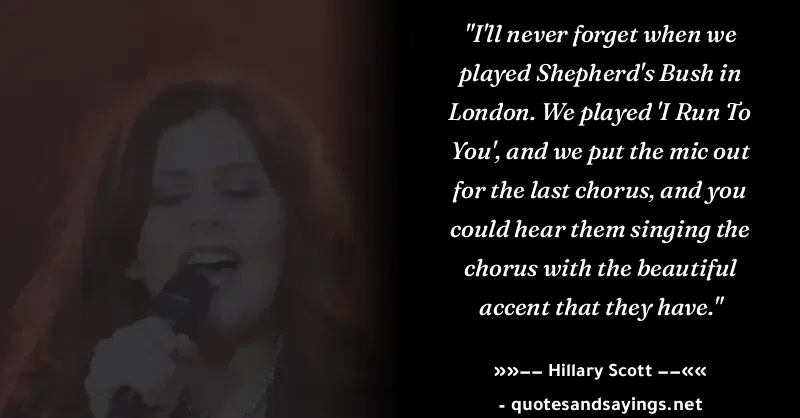 "I'll never forget when we
played Shepherd's Bush in
London. We played 'I Run To
You', and we put the mic out
for the last chorus, and you
could hear them singing the
chorus with the beautiful
accent that they have."
»»–– Hillary Scott ––««
- quotesandsayings.net